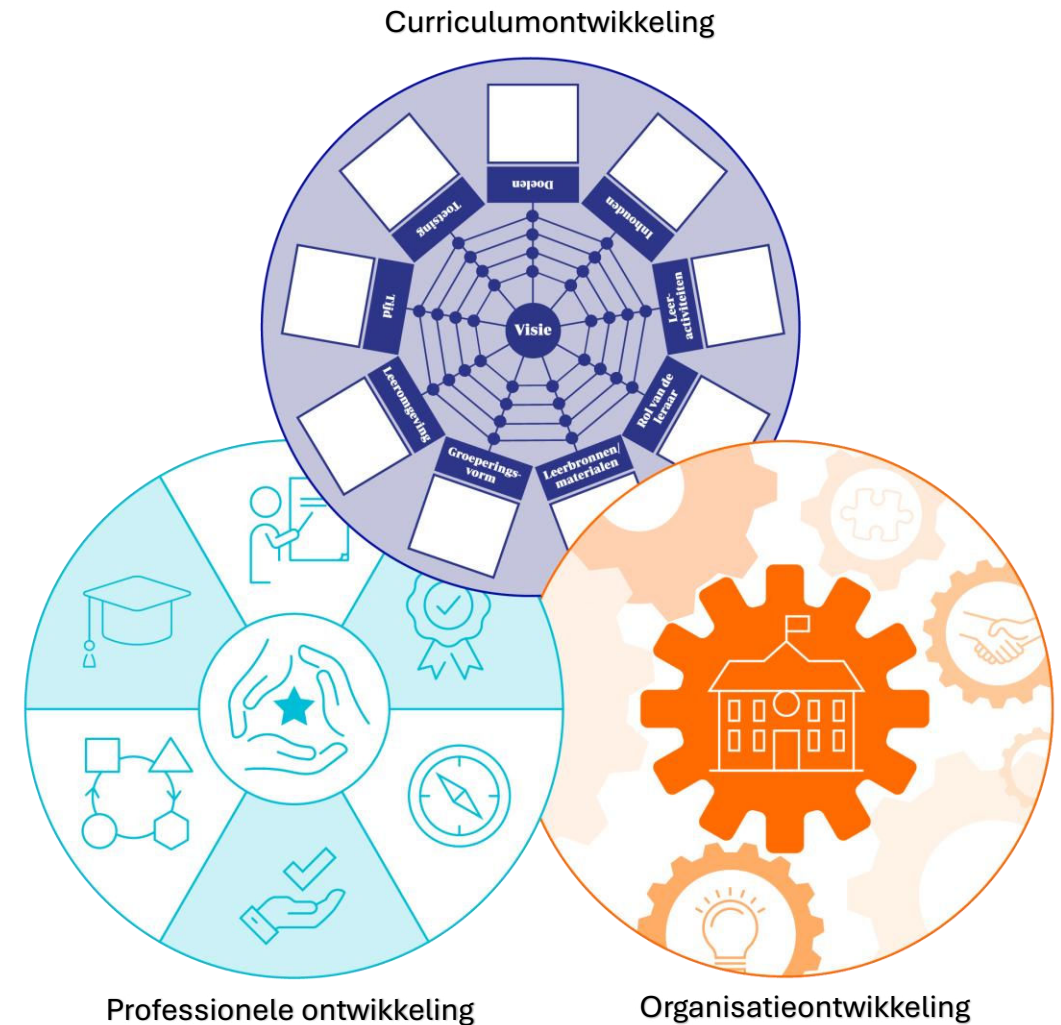 Curriculumontwikkeling
Doelen
Inhouden
Leer-
activiteiten
Rol van de
leraar
Leerbronnen/
materialen
Groeperings-
vorm
Leeromgeving
Tijd
Toetsing
Visie
Professionele ontwikkeling
Organisatieontwikkeling